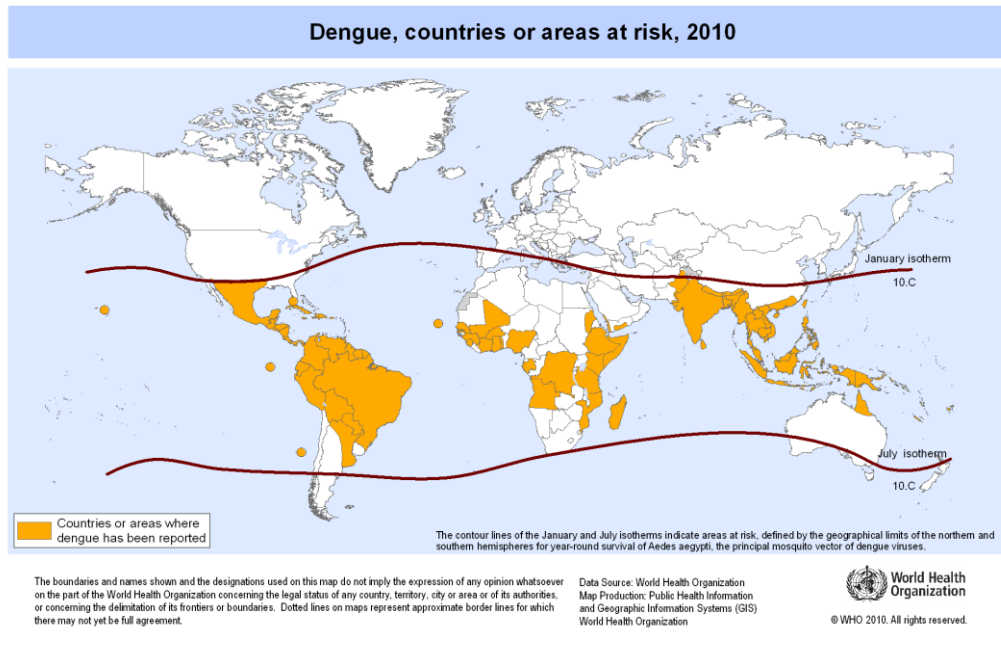 Dengue, countries or areas at risk, 2010
January isotherm
10.C
July isotherm
10.C
Countries or areas where
dengue has been reported
The contour lines of the January and July isotherms indicate areas at risk, defined by the geographical limits of the northern and
southern hemispheres for year-round survival of Aedes aegypti, the principal mosquito vector of dengue viruses.
The boundaries and names shown and the designations used on this map do not imply the expression of any opinion whatsoever
on the part of the World Health Organization concerning the legal status of any country, territory, city or area or of its authorities,
or concerning the delimitation of its frontiers or boundaries. Dotted lines on maps represent approximate border lines for which
there may not yet be full agreement.
Data Source: World Health Organization
Map Production: Public Health Information
and Geographic Information Systems (GIS)
World Health Organization
World Health
Organization
© WHO 2010. All rights reserved.